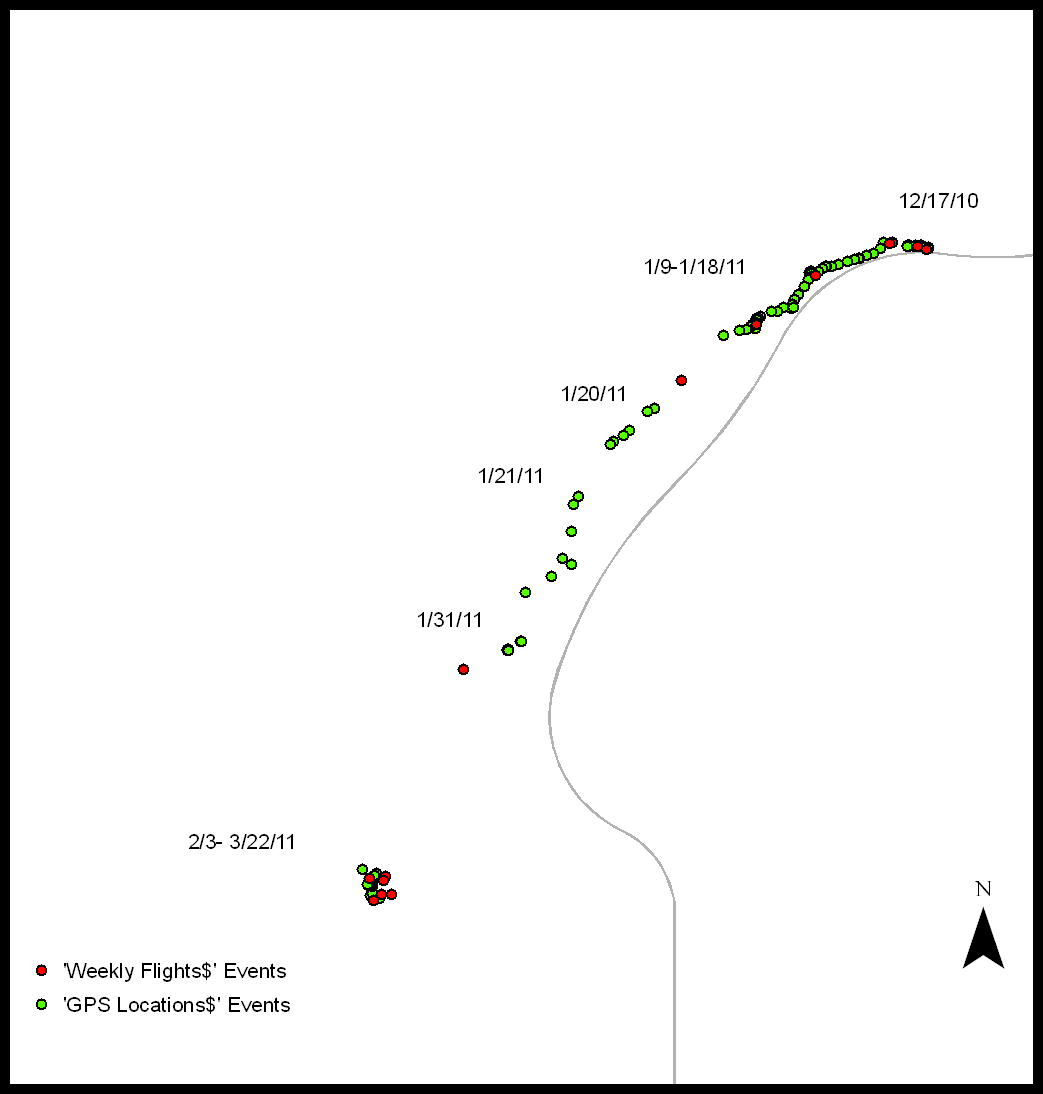 12/17/10
1/9-1/18/11
1/20/11
1/21/11
1/31/11
2/3- 3/22/11
N
'Weekly Flights$' Events
'GPS Locations$' Events